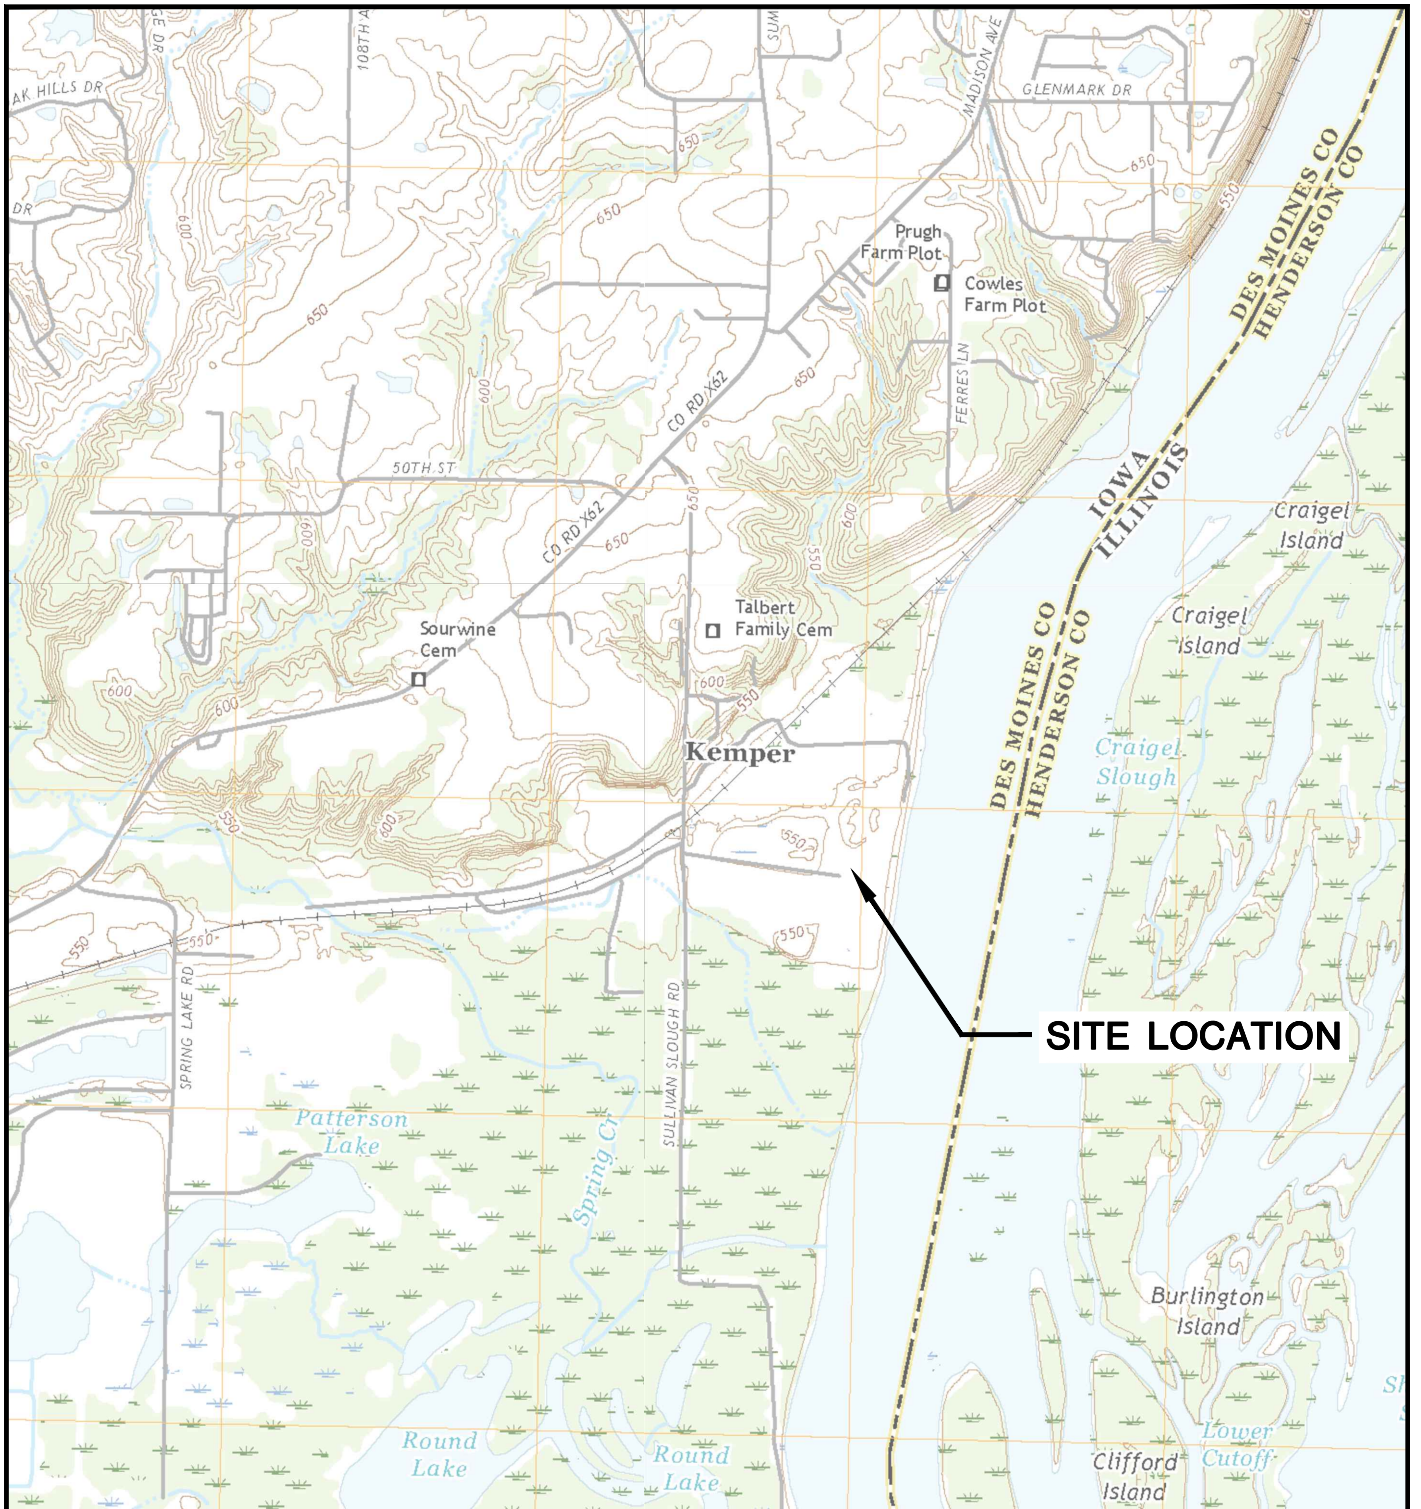 GE DR
108TH A
SUM
MADISON AVE
AK HILLS DR
GLENMARK DR
650
650
DR
600
650
550
DES MOINES CO
HENDERSON CO
Prugh
Farm Plot
Cowles
Farm Plot
650
600
CO RD X62
650
FERRES LN
50TH ST
IOWA
ILLINOIS
650
600
600
CO RD X62
650
550
Craigel
Island
Talbert
Family Cem
Sourwine
Cem
Craigel
Island
DES MOINES CO
HENDERSON CO
600
600
600
550
Kemper
Craigel
Slough
550
600
550
550
550
550
SPRING LAKE RD
SULLIVAN SLOUGH RD
SITE LOCATION
Patterson
Lake
Spring Cr
Burlington
Island
Round
Lake
Round
Lake
Lower
Cutoff
Clifford
Island